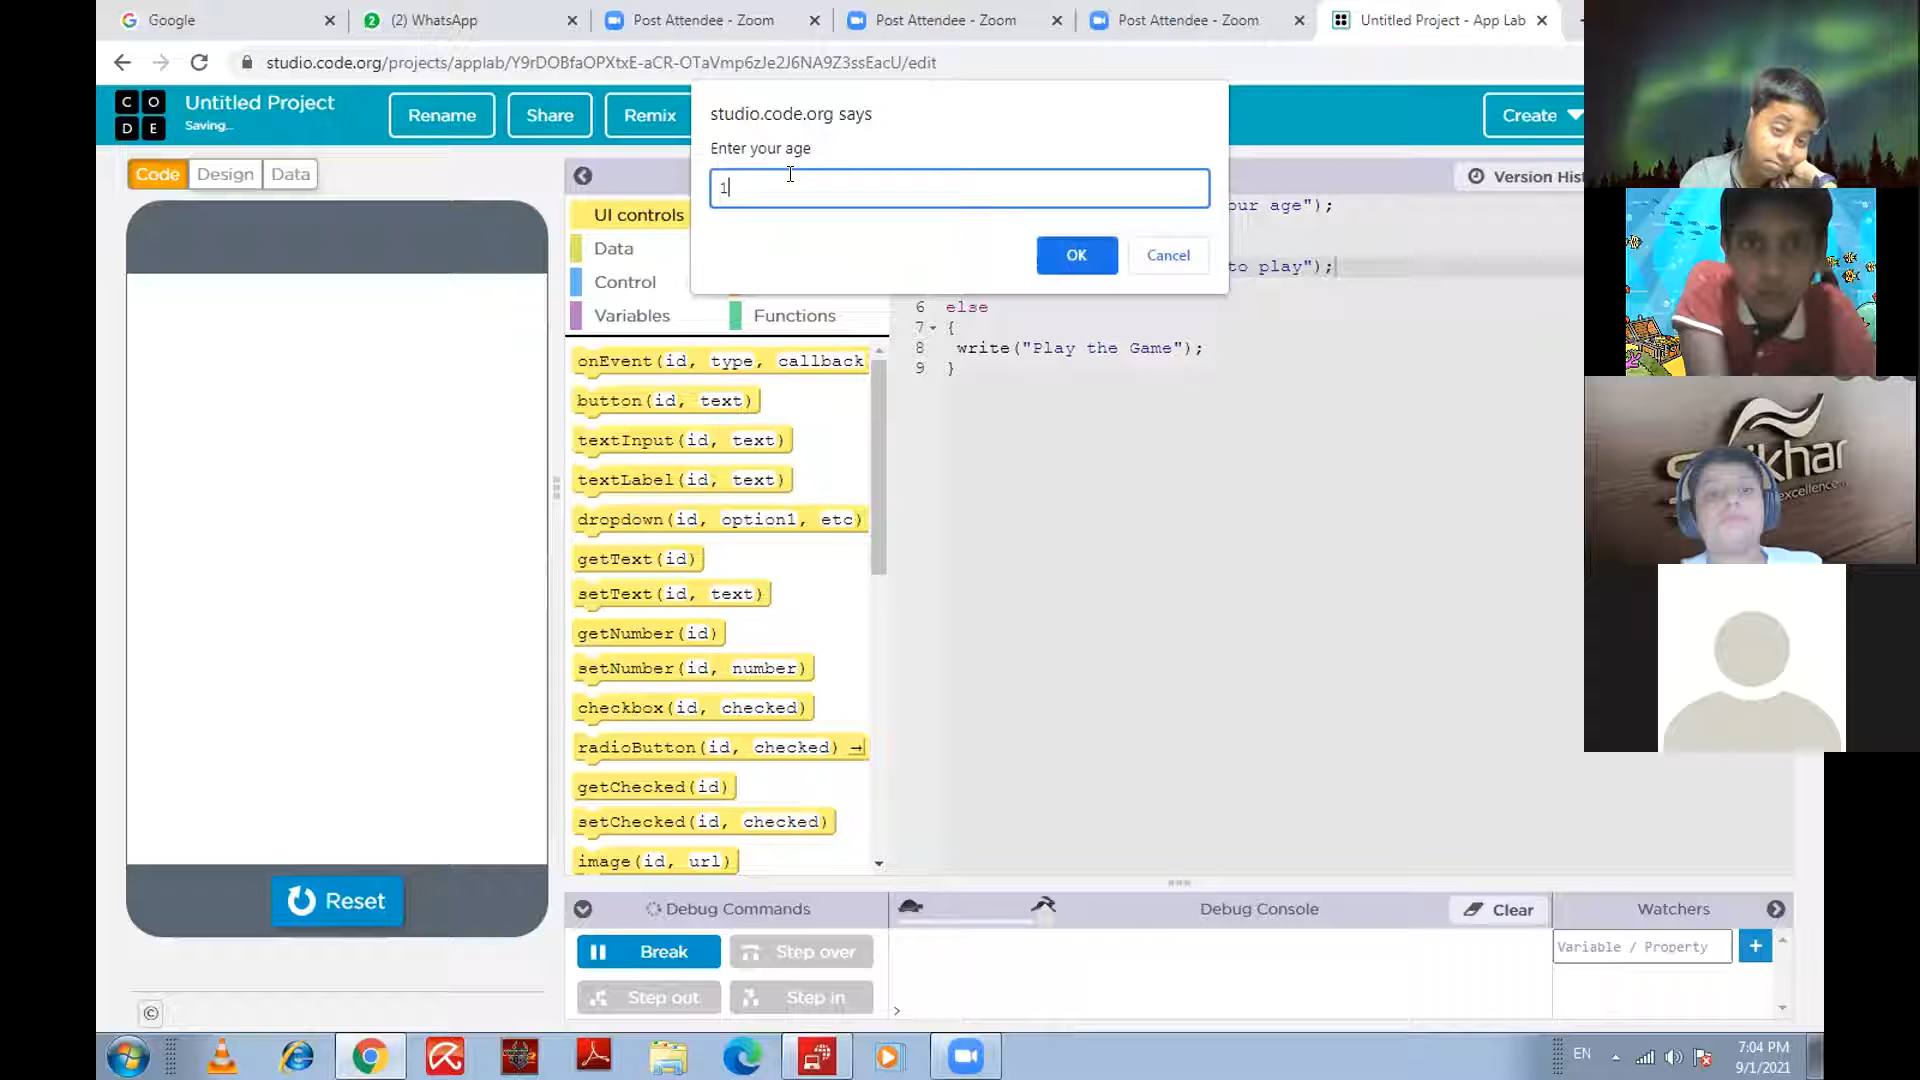 Google
(2) WhatsApp
Post Attendee - Zoom
Post Attendee - Zoom
Post Attendee - Zoom
Untitled Project - App Lab
studio.code.org/projects/applab/Y9rDOBfaOPXtxE-aCR-OTaVmp6zJe2J6NA9Z3ssEacU/edit
C O
D E
Untitled Project
Saving...
Rename
Share
Remix
Create
studio.code.org says
Enter your age
1
OK
Cancel
Code
Design
Data
Version His
UI controls
Data
Control
Variables
Functions
our age");
to play");
6 else
7 {
8 write("Play the Game");
9 }
onEvent(id, type, callback
button(id, text)
textInput(id, text)
textLabel(id, text)
dropdown(id, option1, etc)
getText(id)
setText(id, text)
getNumber(id)
setNumber(id, number)
checkbox(id, checked)
radioButton(id, checked)
getChecked(id)
setChecked(id, checked)
image(id, url)
Reset
Debug Commands
Debug Console
Clear
Watchers
Break
Step over
Step out
Step in
Variable / Property
+
>
©
EN
7:04 PM
9/1/2021
khar
excellence